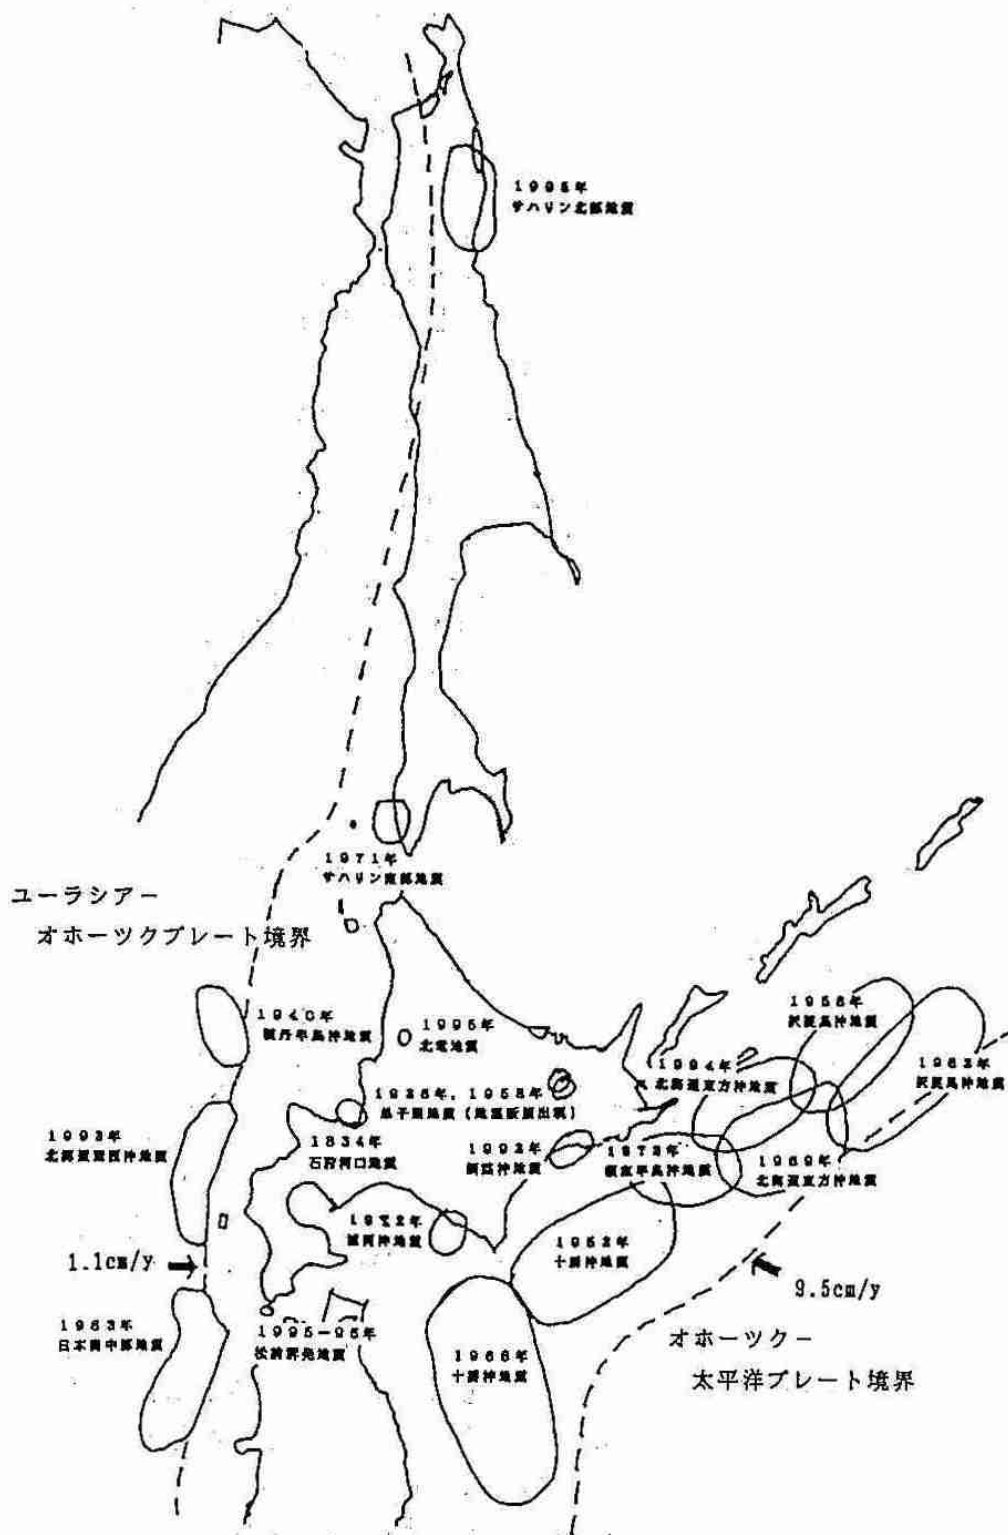 1995年
サハリン北部地震
1971年
サハリン南部地震
ユーラシアー
オホーツクプレート境界
1940年
積丹半島沖地震
1995年
北竜地震
1958年
択捉島沖地震
1963年
択捉島沖地震
1994年
北海道東方沖地震
1938年，1958年
弟子屈地震（地震断層出現）
1993年
北海道南西沖地震
1834年
石狩河口地震
1993年
釧路沖地震
1973年
根室半島沖地震
1969年
北海道東方沖地震
浦河沖地震
1952年
十勝沖地震
1.1cm/y
9.5cm/y
1983年
日本海中部地震
1995－96年
松前群発地震
1968年
十勝沖地震
オホーツクー
太平洋プレート境界